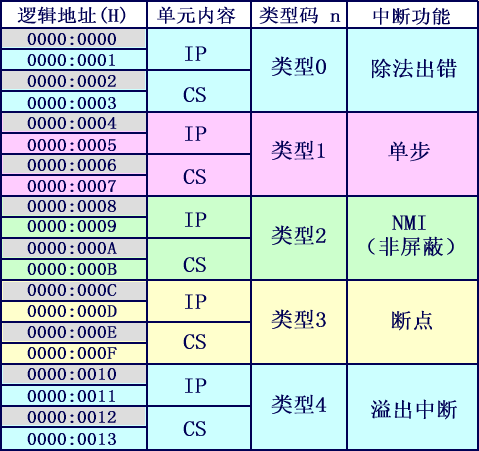 逻辑地址(H) 单元内容 类型码 n 中断功能
0000:0000
0000:0001 IP
0000:0002 类型0 除法出错
0000:0003 CS
0000:0004
0000:0005 IP
0000:0006 类型1 单步
0000:0007 CS
0000:0008
0000:0009 IP NMI
0000:000A 类型2 （非屏蔽）
0000:000B CS
0000:000C
0000:000D IP
0000:000E 类型3 断点
0000:000F CS
0000:0010
0000:0011 IP
0000:0012 类型4 溢出中断
0000:0013 CS